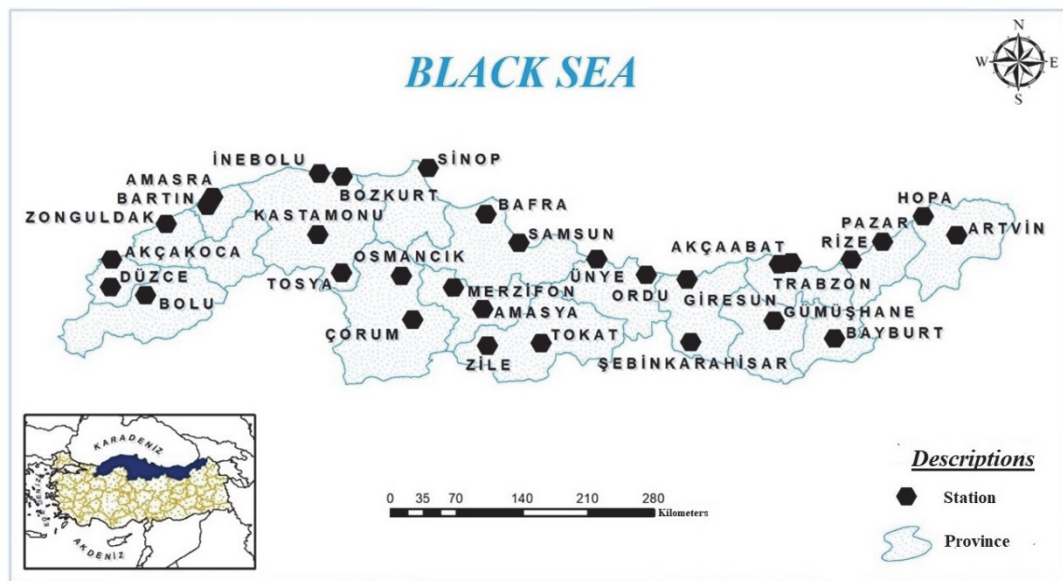 BLACK SEA
N
W
E
S
İNEBOLU
SİNOP
AMASRA
BOZKURT
BARTIN
BAFRA
HOPA
ZONGULDAK
KASTAMONU
PAZAR
ARTVİN
SAMSUN
AKÇAABAT
RİZE
AKÇAKOCA
OSMANCIK
DÜZCE
TOSYA
ÜNYE
TRABZON
BOLU
MERZİFON
ORDU
GİRESUN
AMASYA
GÜMÜŞHANE
ÇORUM
TOKAT
BAYBURT
ZİLE
ŞEBİNKARAHİSAR
KARADENİZ
AKDENİZ
Descriptions
0 35 70 140 210 280
Kilometers
Station
Province